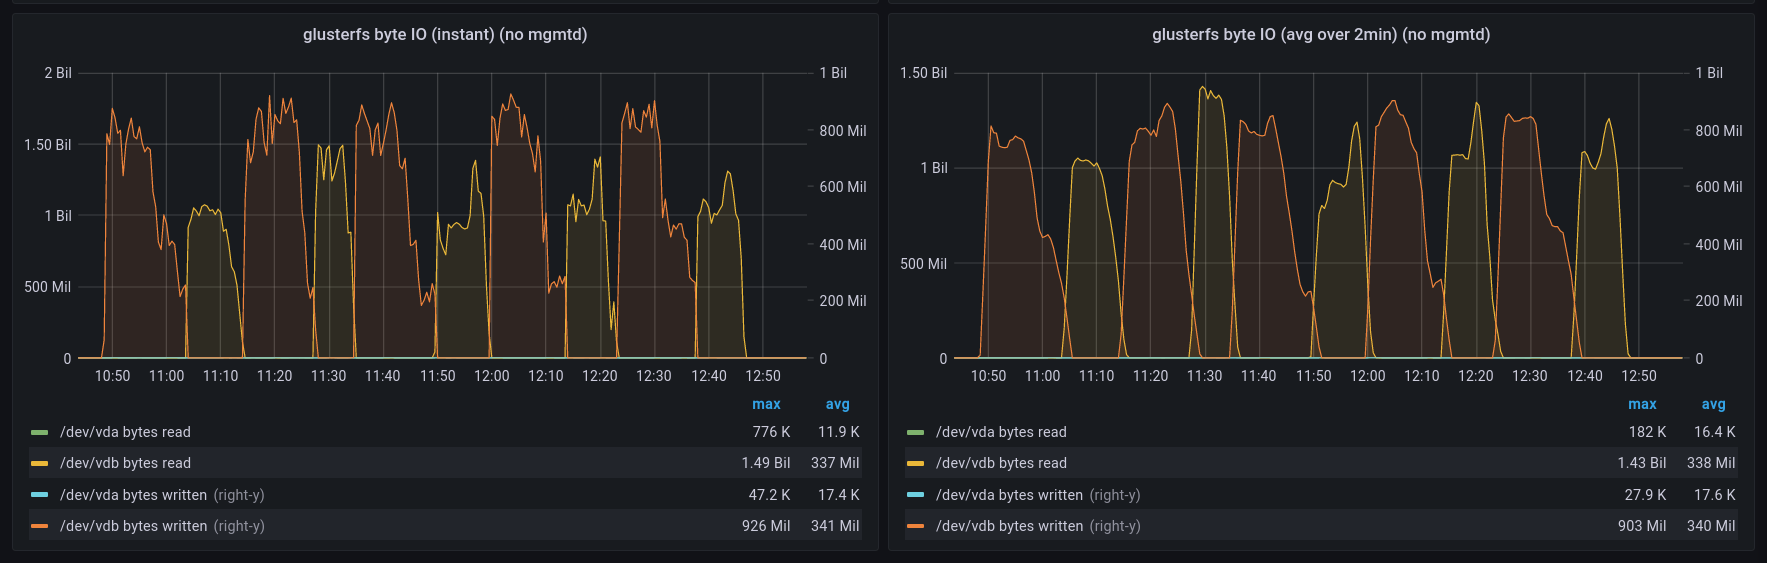 glusterfs byte IO (instant) (no mgmtd)
2 Bil
1.50 Bil
1 Bil
500 Mil
0
1 Bil
800 Mil
600 Mil
400 Mil
200 Mil
0
10:50 11:00 11:10 11:20 11:30 11:40 11:50 12:00 12:10 12:20 12:30 12:40 12:50
max avg
/dev/vda bytes read 776 K 11.9 K
/dev/vdb bytes read 1.49 Bil 337 Mil
/dev/vda bytes written (right-y) 47.2 K 17.4 K
/dev/vdb bytes written (right-y) 926 Mil 341 Mil
glusterfs byte IO (avg over 2min) (no mgmtd)
1.50 Bil
1 Bil
500 Mil
0
1 Bil
800 Mil
600 Mil
400 Mil
200 Mil
0
10:50 11:00 11:10 11:20 11:30 11:40 11:50 12:00 12:10 12:20 12:30 12:40 12:50
max avg
/dev/vda bytes read 182 K 16.4 K
/dev/vdb bytes read 1.43 Bil 338 Mil
/dev/vda bytes written (right-y) 27.9 K 17.6 K
/dev/vdb bytes written (right-y) 903 Mil 340 Mil